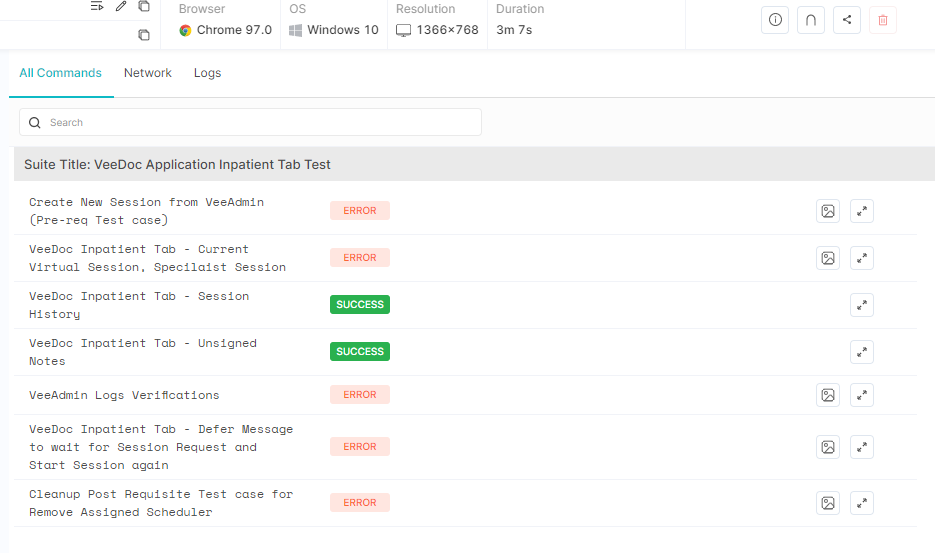 Browser
OS
Resolution
Duration
Chrome 97.0
Windows 10
1366×768
3m 7s
All Commands
Network
Logs
Search
Suite Title: VeeDoc Application Inpatient Tab Test
Create New Session from VeeAdmin
(Pre-req Test case)
ERROR
VeeDoc Inpatient Tab - Current
Virtual Session, Specilaist Session
ERROR
VeeDoc Inpatient Tab - Session
History
SUCCESS
VeeDoc Inpatient Tab - Unsigned
Notes
SUCCESS
VeeAdmin Logs Verifications
ERROR
VeeDoc Inpatient Tab - Defer Message
to wait for Session Request and
Start Session again
ERROR
Cleanup Post Requisite Test case for
Remove Assigned Scheduler
ERROR